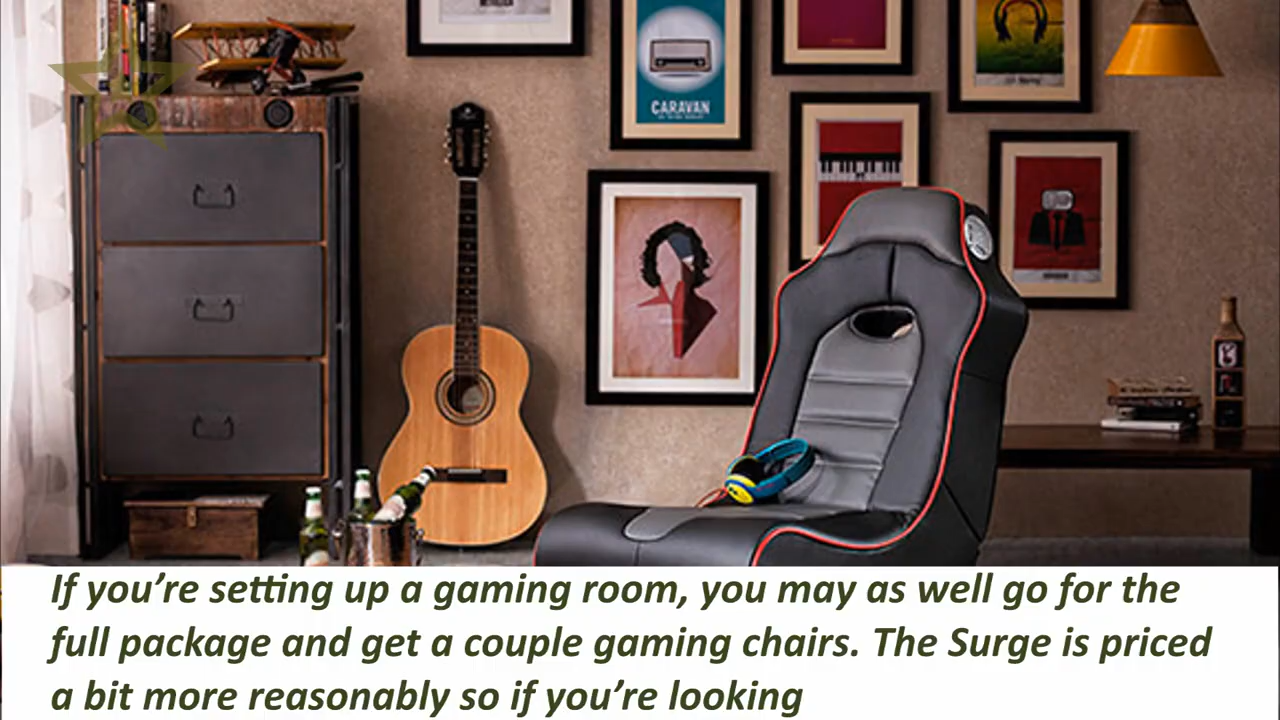 CARAVAN
If you're setting up a gaming room, you may as well go for the
full package and get a couple gaming chairs. The Surge is priced
a bit more reasonably so if you're looking